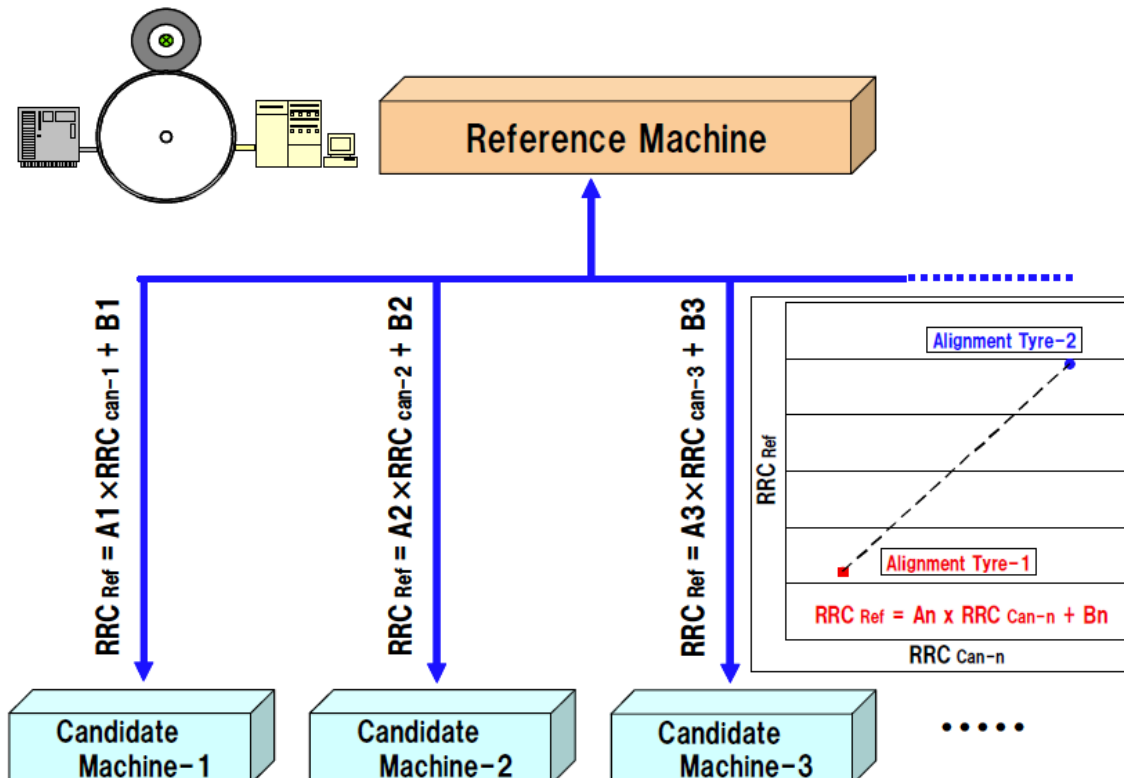 Reference Machine
RRC Ref = A1×RRC can-1 + B1
RRC Ref = A2×RRC can-2 + B2
RRC Ref = A3×RRC can-3 + B3
Alignment Tyre-2
RRC Ref
Alignment Tyre-1
RRC Ref = An x RRC Can-n + Bn
RRC Can-n
Candidate
Machine-1
Candidate
Machine-2
Candidate
Machine-3
•••••